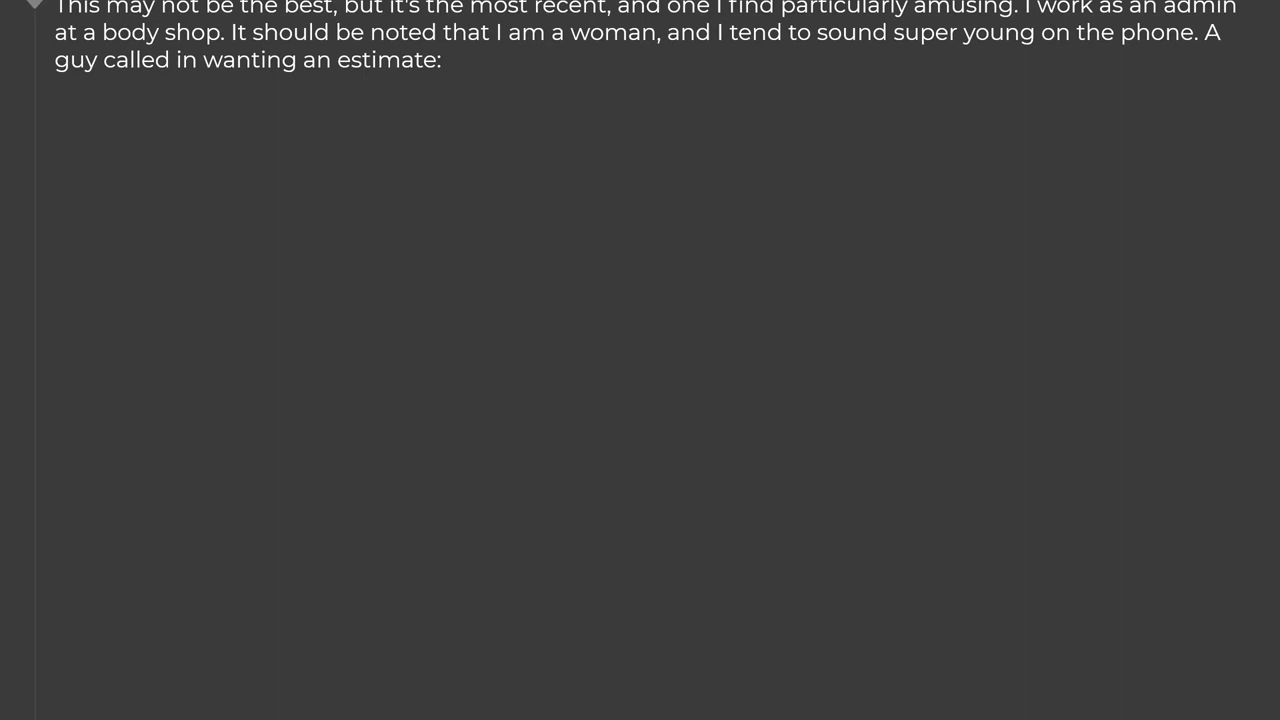 This may not be the best, but it's the most recent, and one I find particularly amusing. I work as an admin
at a body shop. It should be noted that I am a woman, and I tend to sound super young on the phone. A
guy called in wanting an estimate: